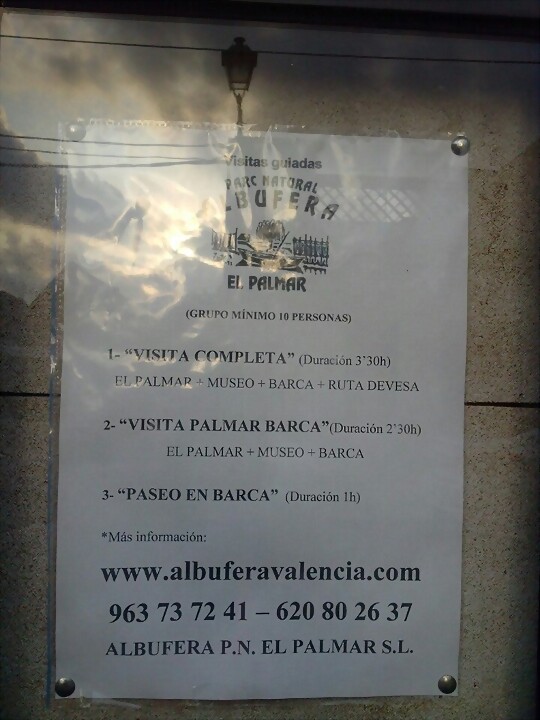 Visitas guiadas
PARC NATURAL
ALBUFERA
EL PALMAR
(GRUPO MÍNIMO 10 PERSONAS)
1- “VISITA COMPLETA” (Duración 3’30h)
EL PALMAR + MUSEO + BARCA + RUTA DEVESA
2- “VISITA PALMAR BARCA”(Duración 2’30h)
EL PALMAR + MUSEO + BARCA
3- “PASEO EN BARCA” (Duración 1h)
*Más información:
www.albuferavalencia.com
963 73 72 41 – 620 80 26 37
ALBUFERA P.N. EL PALMAR S.L.